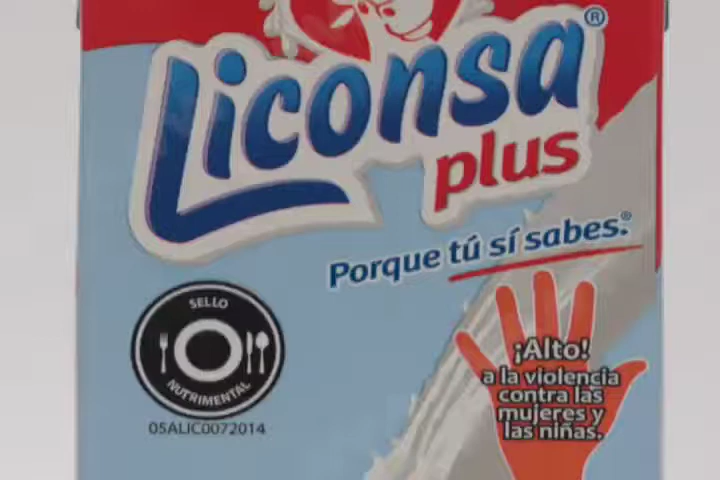 Liconsa®
plus
Porque tú sí sabes.®
SELLO
NUTRIMENTAL
05ALIC0072014
¡Alto!
a la violencia
contra las
mujeres y
las niñas.